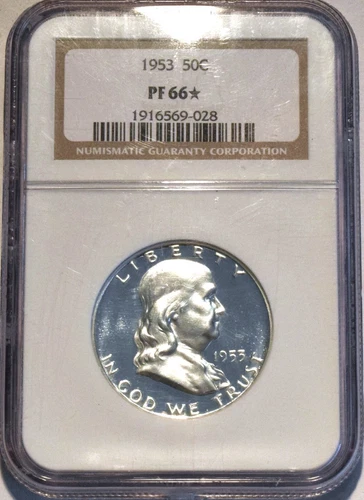 1953 50C
PF 66★
1916569-028
NUMISMATIC GUARANTY CORPORATION
LIBERTY
1953
IN GOD WE TRUST